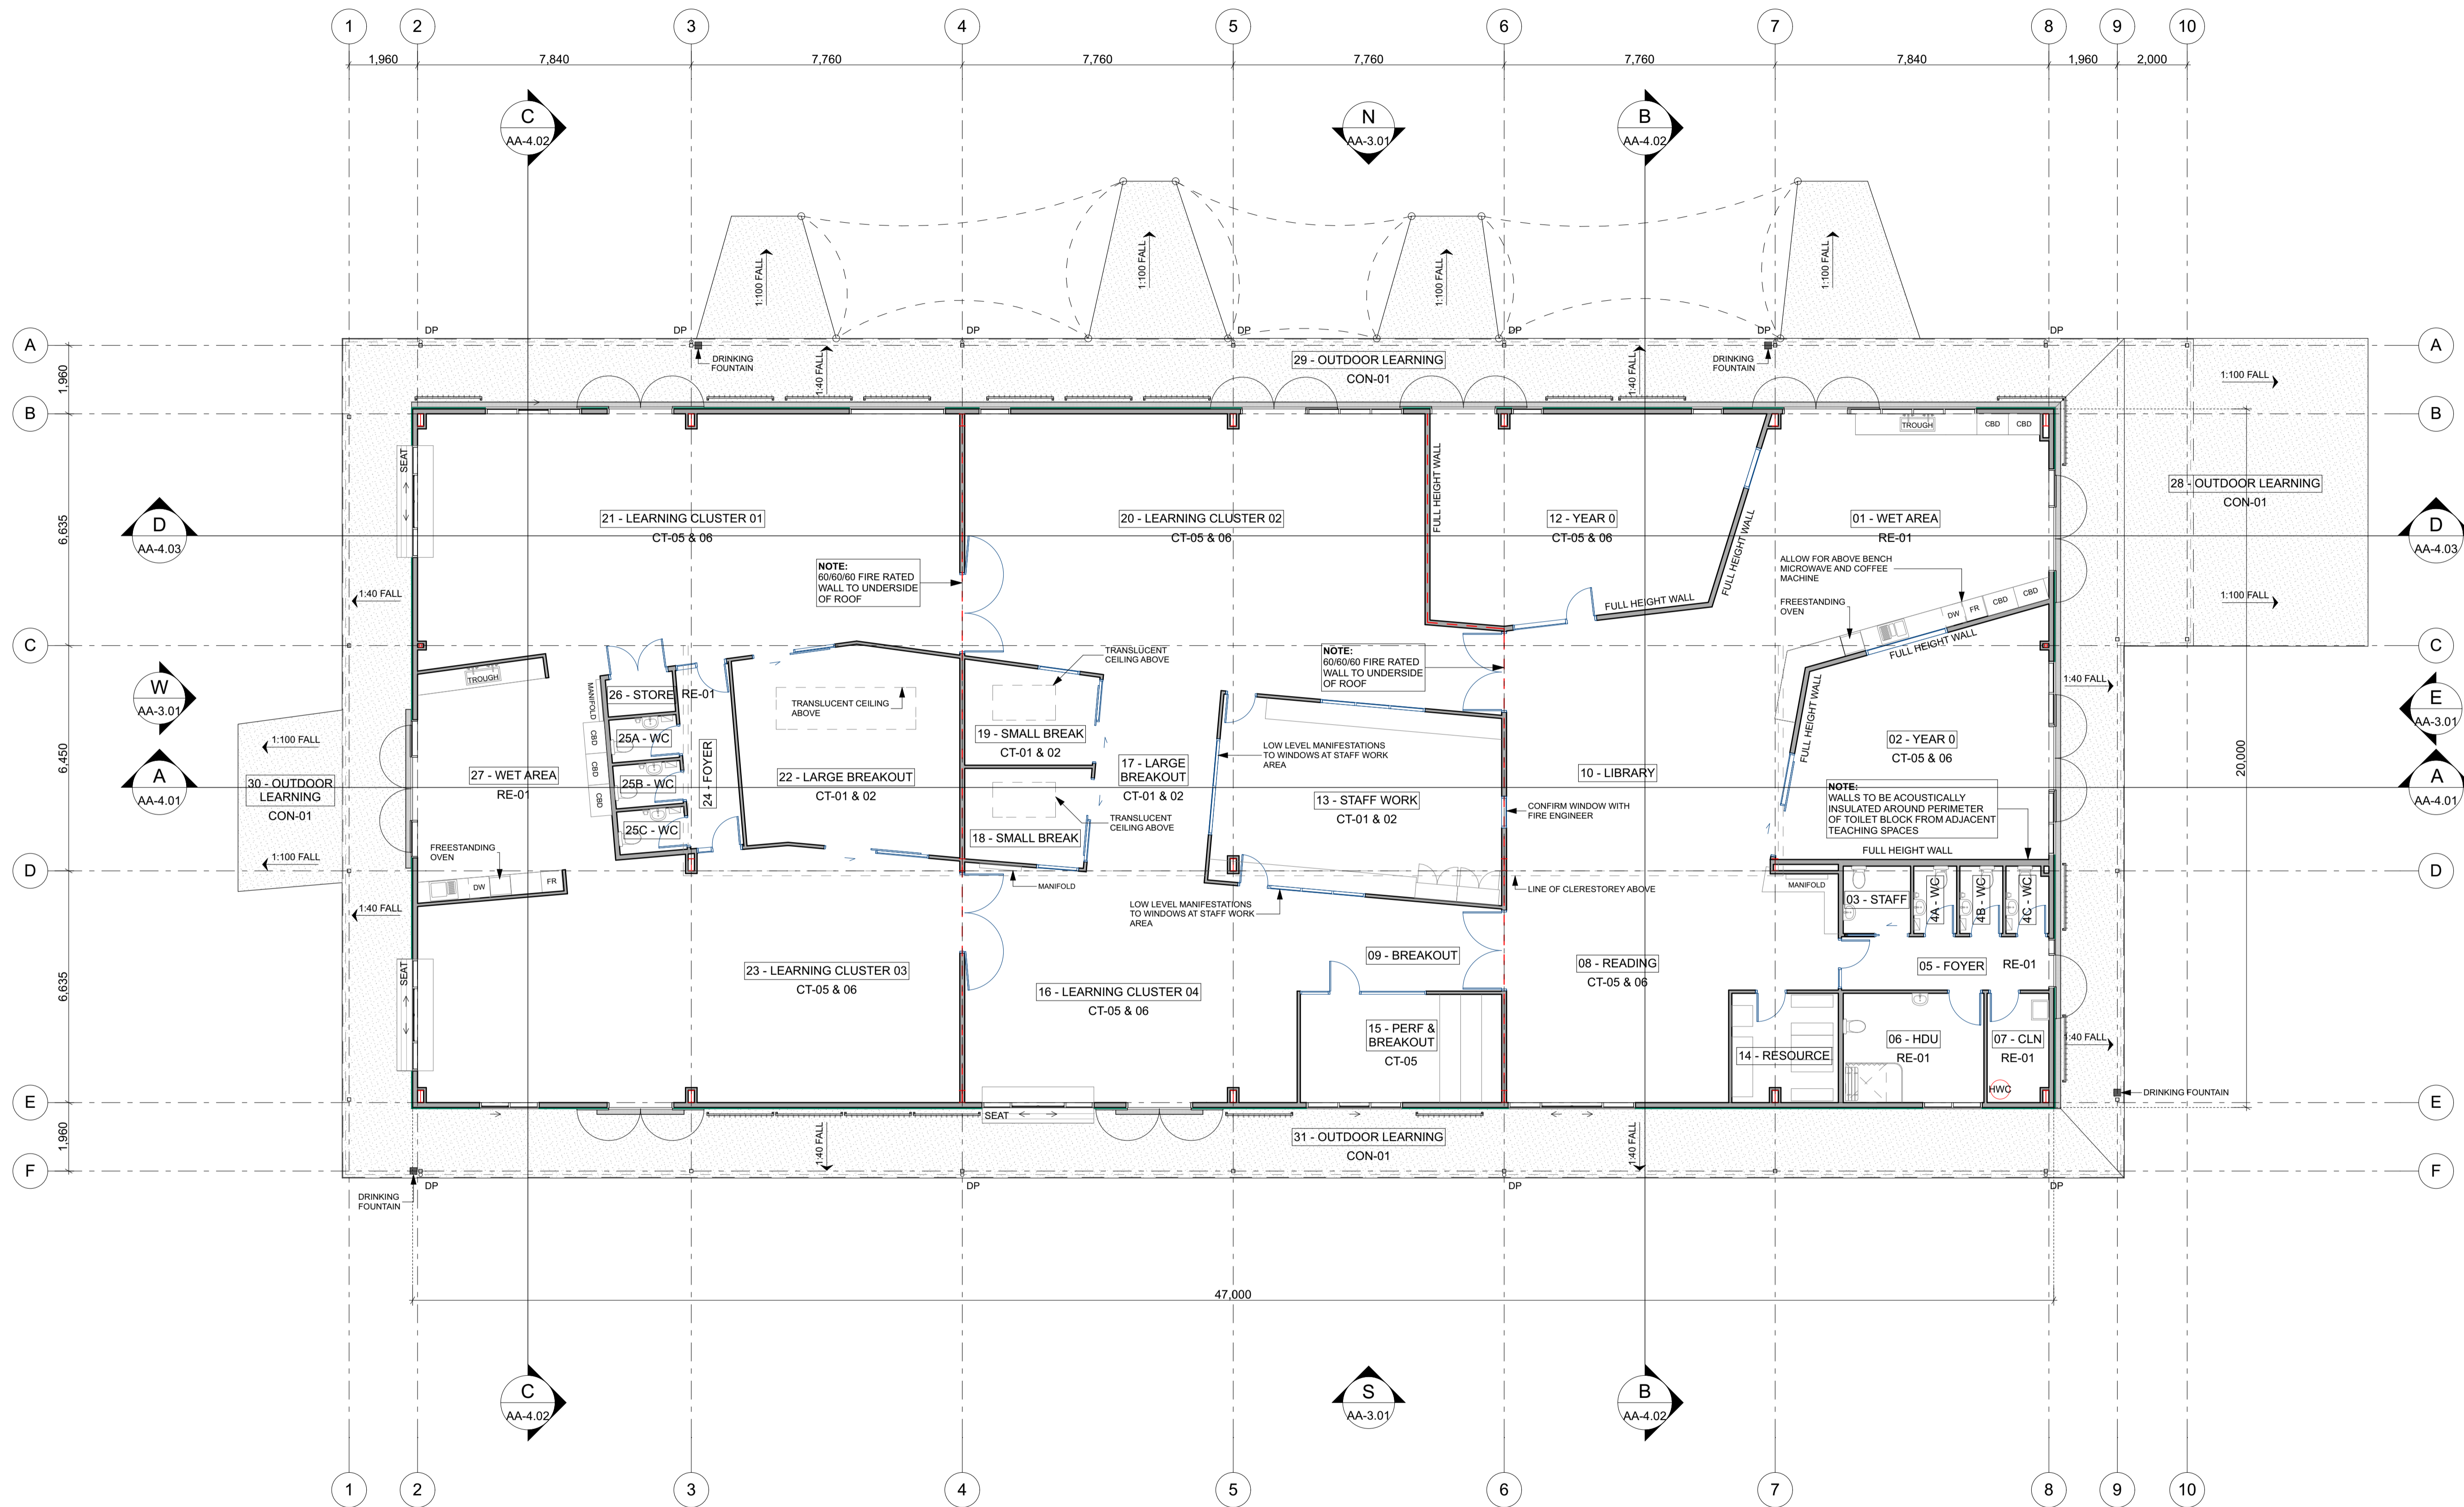 1 2 3 4 5 6 7 8 9 10
1,960 7,840 7,760 7,760 7,760 7,760 7,840 1,960 2,000
C
AA-4.02
N
AA-3.01
B
AA-4.02
1:100 FALL
1:100 FALL
1:100 FALL
1:100 FALL
DP DP DP DP DP DP DP
A
A
DRINKING
FOUNTAIN
1:40 FALL
29 - OUTDOOR LEARNING
CON-01
1:40 FALL
DRINKING
FOUNTAIN
1:100 FALL
1.960
B
B
SEAT
FULL HEIGHT WALL
TROUGH
CBD
CBD
28 - OUTDOOR LEARNING
CON-01
6,635
D
AA-4.03
21 - LEARNING CLUSTER 01
CT-05 & 06
20 - LEARNING CLUSTER 02
CT-05 & 06
12 - YEAR 0
CT-05 & 06
01 - WET AREA
RE-01
D
AA-4.03
NOTE:
60/60/60 FIRE RATED
WALL TO UNDERSIDE
OF ROOF
FULL HEIGHT WALL
ALLOW FOR ABOVE BENCH
MICROWAVE AND COFFEE
MACHINE
1:40 FALL
FULL HEIGHT WALL
FREESTANDING
OVEN
DW
FR
CBD
CBD
1:100 FALL
C
C
FULL HEIGHT WALL
NOTE:
60/60/60 FIRE RATED
WALL TO UNDERSIDE
OF ROOF
TRANSLUCENT
CEILING ABOVE
TROUGH
MANIFOLD
26 - STORE
RE-01
TRANSLUCENT CEILING
ABOVE
W
AA-3.01
1:40 FALL
E
AA-3.01
FULL HEIGHT WALL
1:100 FALL
CBD
25A - WC
19 - SMALL BREAK
CT-01 & 02
LOW LEVEL MANIFESTATIONS
TO WINDOWS AT STAFF WORK
AREA
02 - YEAR 0
CT-05 & 06
6,450
20,000
A
AA-4.01
30 - OUTDOOR
LEARNING
CON-01
27 - WET AREA
RE-01
CBD
25B - WC
24 - FOYER
22 - LARGE BREAKOUT
CT-01 & 02
17 - LARGE
BREAKOUT
CT-01 & 02
10 - LIBRARY
A
AA-4.01
CBD
25C - WC
TRANSLUCENT
CEILING ABOVE
18 - SMALL BREAK
13 - STAFF WORK
CT-01 & 02
CONFIRM WINDOW WITH
FIRE ENGINEER
NOTE:
WALLS TO BE ACOUSTICALLY
INSULATED AROUND PERIMETER
OF TOILET BLOCK FROM ADJACENT
TEACHING SPACES
FULL HEIGHT WALL
1:100 FALL
FREESTANDING
OVEN
D
D
DW
FR
MANIFOLD
LINE OF CLERESTOREY ABOVE
MANIFOLD
1:40 FALL
LOW LEVEL MANIFESTATIONS
TO WINDOWS AT STAFF WORK
AREA
03 - STAFF
4A - WC
4B - WC
4C - WC
09 - BREAKOUT
SEAT
23 - LEARNING CLUSTER 03
CT-05 & 06
08 - READING
CT-05 & 06
05 - FOYER
RE-01
6,635
16 - LEARNING CLUSTER 04
CT-05 & 06
15 - PERF &
BREAKOUT
CT-05
14 - RESOURCE
06 - HDU
RE-01
07 - CLN
RE-01
HWC
1:40 FALL
DRINKING FOUNTAIN
E
E
SEAT
1,960
1:40 FALL
31 - OUTDOOR LEARNING
CON-01
1:40 FALL
F
F
DP DP DP DP
DRINKING
FOUNTAIN
47,000
C
AA-4.02
S
AA-3.01
B
AA-4.02
1 2 3 4 5 6 7 8 9 10